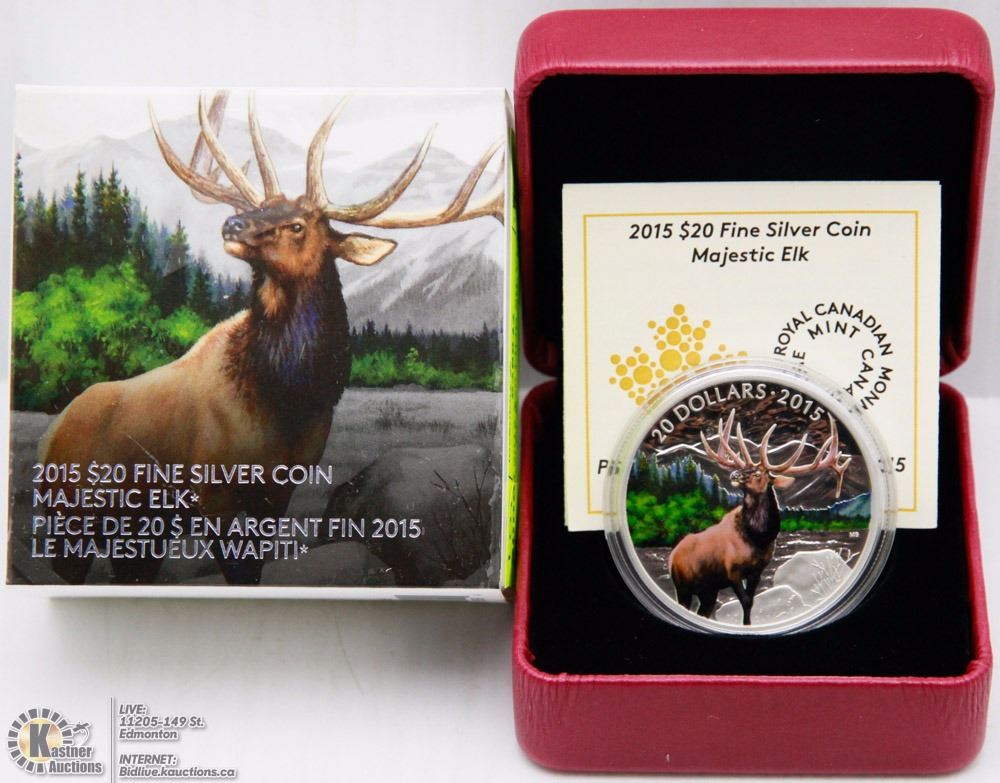 2015 $20 FINE SILVER COIN
MAJESTIC ELK*
PIÈCE DE 20 $ EN ARGENT FIN 2015
LE MAJESTUEUX WAPITI*
2015 $20 Fine Silver Coin
Majestic Elk
ROYAL CANADIAN
MINT
20 DOLLARS · 2015
MB
Kastner
Auctions
LIVE:
11205-149 St.
Edmonton
INTERNET:
Bidlive.kauctions.ca